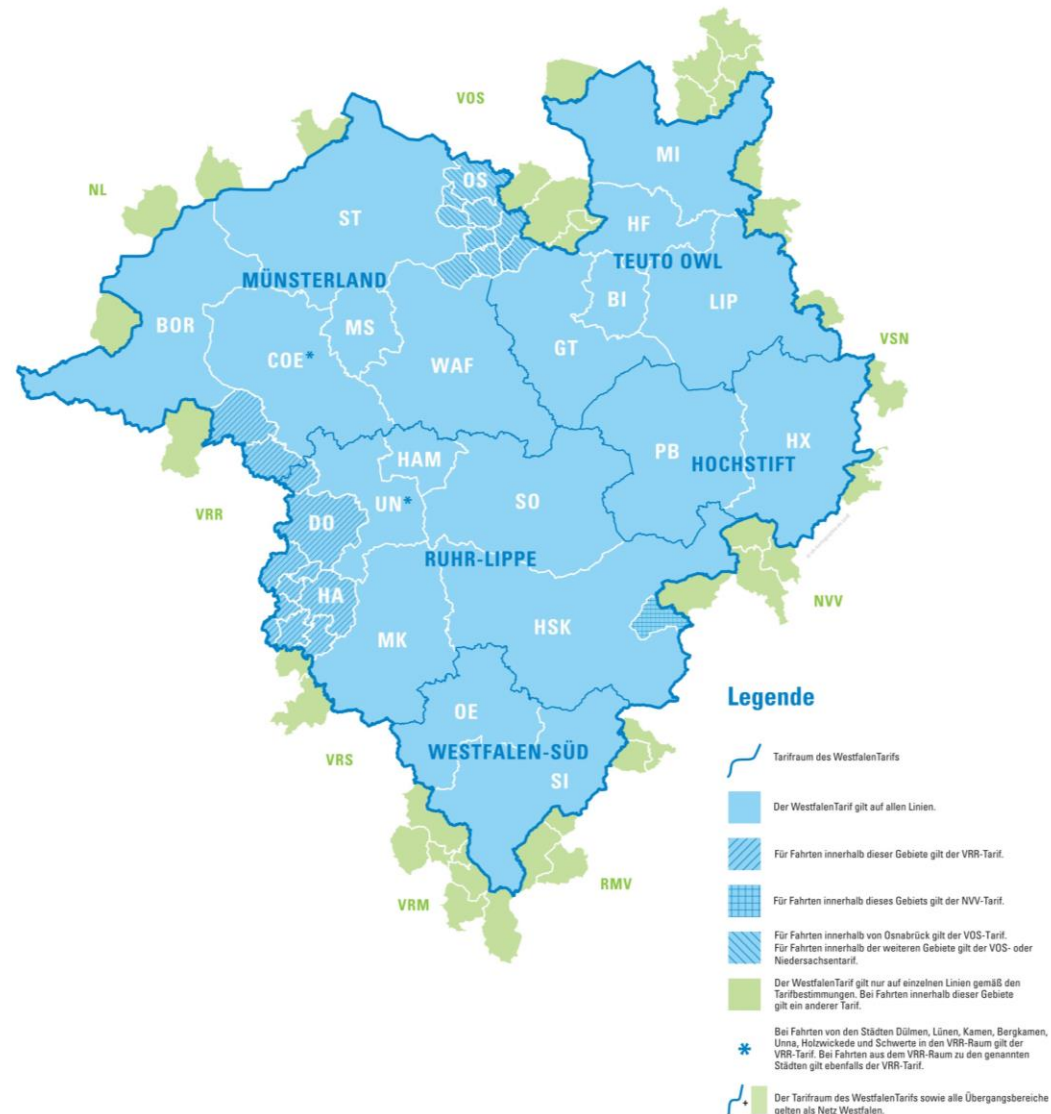 VOS
NL
MI
OS
ST
HF
TEUTO OWL
MÜNSTERLAND
BI
LIP
BOR
MS
GT
COE*
WAF
VSN
HX
PB
HOCHSTIFT
HAM
UN*
SO
VRR
DO
RUHR-LIPPE
HA
NVV
MK
HSK
OE
WESTFALEN-SÜD
VRS
SI
RMV
VRM
Legende
Tarifraum des WestfalenTarifs
Der WestfalenTarif gilt auf allen Linien.
Für Fahrten innerhalb dieser Gebiete gilt der VRR-Tarif.
Für Fahrten innerhalb dieses Gebiets gilt der NVV-Tarif.
Für Fahrten innerhalb von Osnabrück gilt der VOS-Tarif.
Für Fahrten innerhalb der weiteren Gebiete gilt der VOS- oder
Niedersachsentarif.
Der WestfalenTarif gilt nur auf einzelnen Linien gemäß den
Tarifbestimmungen. Bei Fahrten innerhalb dieser Gebiete
gilt ein anderer Tarif.
* Bei Fahrten von den Städten Dülmen, Lünen, Kamen, Bergkamen,
Unna, Holzwickede und Schwerte in den VRR-Raum gilt der
VRR-Tarif. Bei Fahrten aus dem VRR-Raum zu den genannten
Städten gilt ebenfalls der VRR-Tarif.
+ Der Tarifraum des WestfalenTarifs sowie alle Übergangsbereiche
gelten als Netz Westfalen.